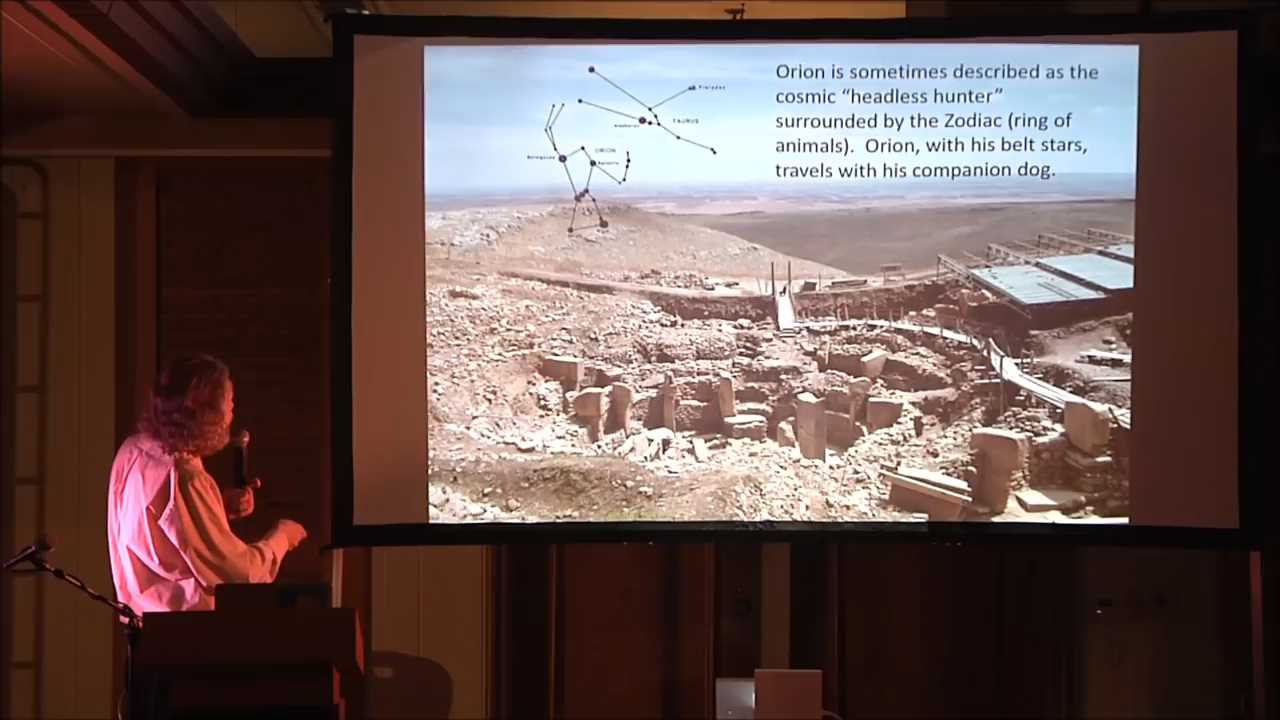 Orion is sometimes described as the
cosmic “headless hunter”
surrounded by the Zodiac (ring of
animals).  Orion, with his belt stars,
travels with his companion dog.
Pleiades
TAURUS
ORION